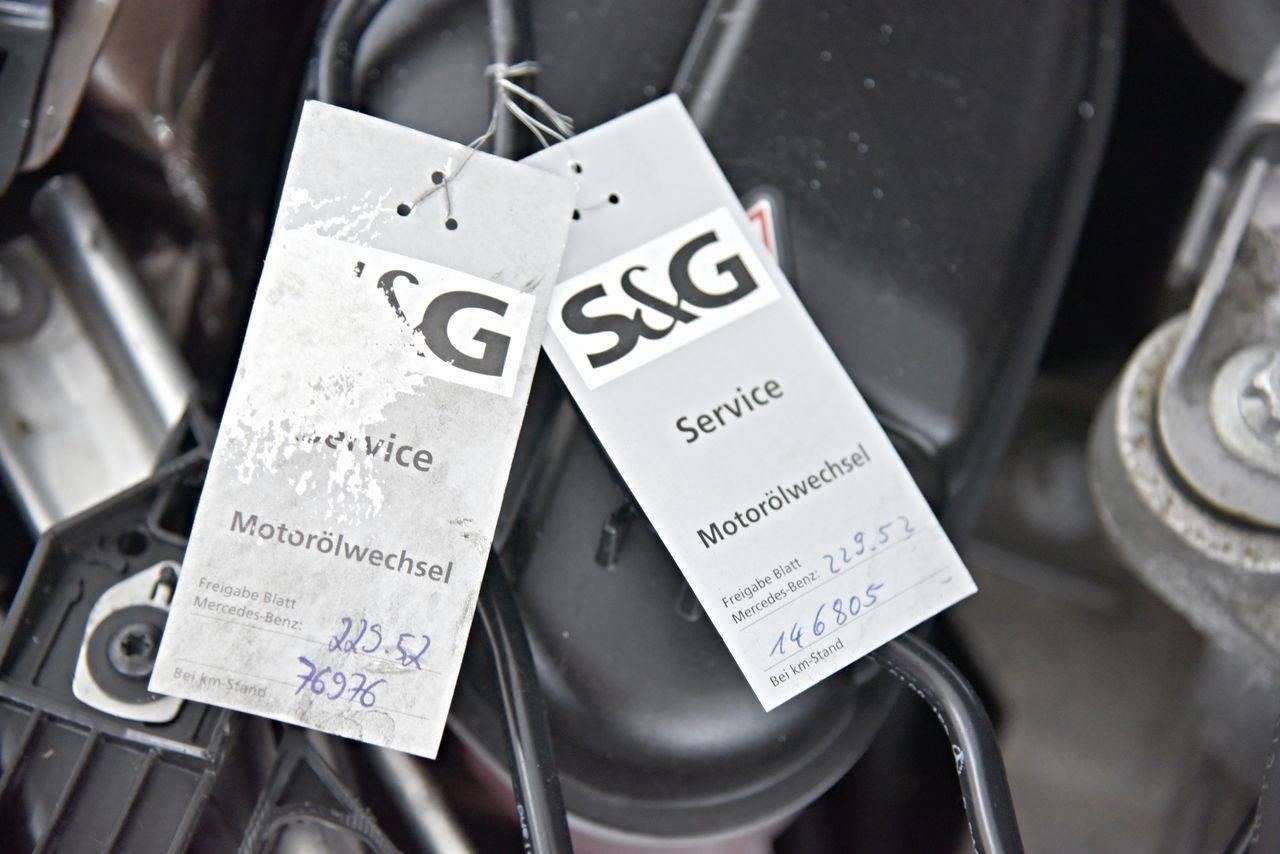 &G
Service
Motorölwechsel
Freigabe Blatt
Mercedes-Benz: 229.52
76976
Bei km-Stand
S&G
Service
Motorölwechsel
Freigabe Blatt
Mercedes-Benz: 229.52
146805
Bei km-Stand